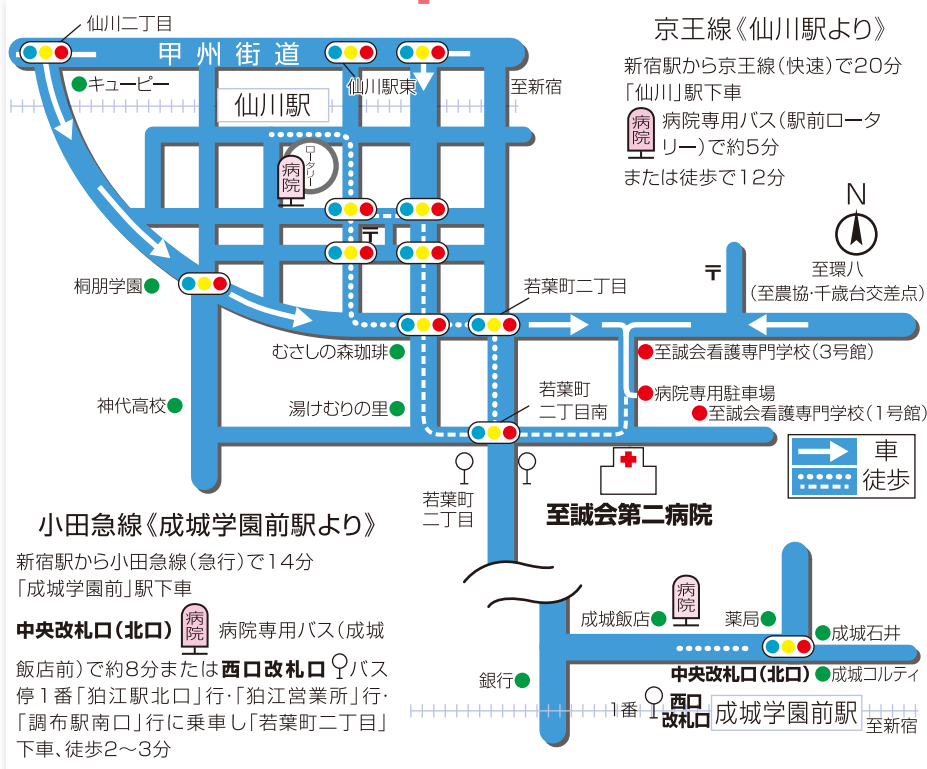 仙川二丁目
甲州街道
仙川駅東
キューピー
仙川駅
至新宿
ロータリー
病院
〒
桐朋学園
若葉町二丁目
むさしの森珈琲
神代高校
湯けむりの里
若葉町
二丁目南
若葉町
二丁目
京王線《仙川駅より》
新宿駅から京王線(快速)で20分
「仙川」駅下車
病院
病院専用バス(駅前ロータ
リー)で約5分
または徒歩で12分
N
〒
至環八
(至農協・千歳台交差点)
至誠会看護専門学校(3号館)
病院専用駐車場
至誠会看護専門学校(1号館)
車
徒歩
至誠会第二病院
小田急線《成城学園前駅より》
新宿駅から小田急線(急行)で14分
「成城学園前」駅下車
中央改札口(北口) 病院 病院専用バス(成城
飯店前)で約8分または西口改札口 バス
停1番「狛江駅北口」行・「狛江営業所」行・
「調布駅南口」行に乗車し「若葉町二丁目」
下車、徒歩2〜3分
成城飯店
病院
薬局
成城石井
中央改札口(北口)
成城コルティ
銀行
1番
西口
改札口
成城学園前駅
至新宿